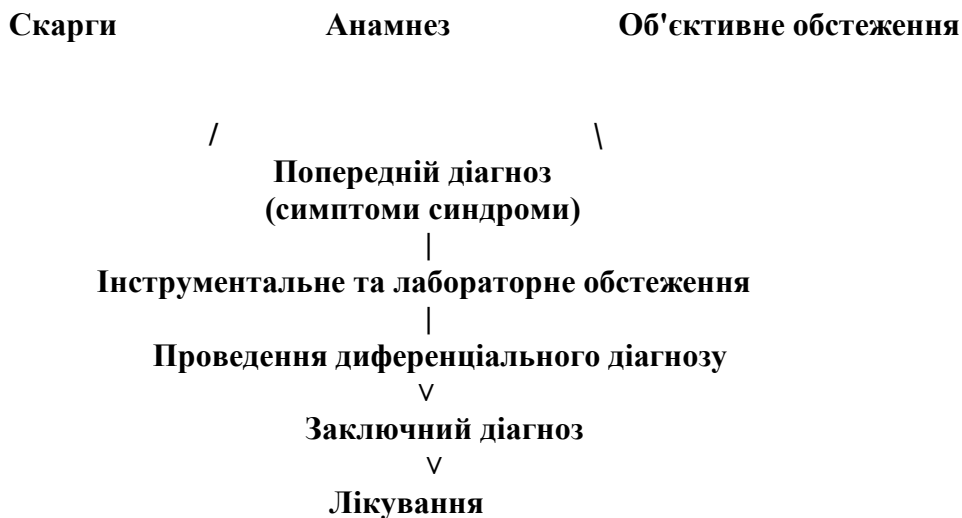 Скарги Анамнез Об'єктивне обстеження
/ \
Попередній діагноз
(симптоми синдроми)
|
Інструментальне та лабораторне обстеження
|
Проведення диференціального діагнозу
˅
Заключний діагноз
˅
Лікування